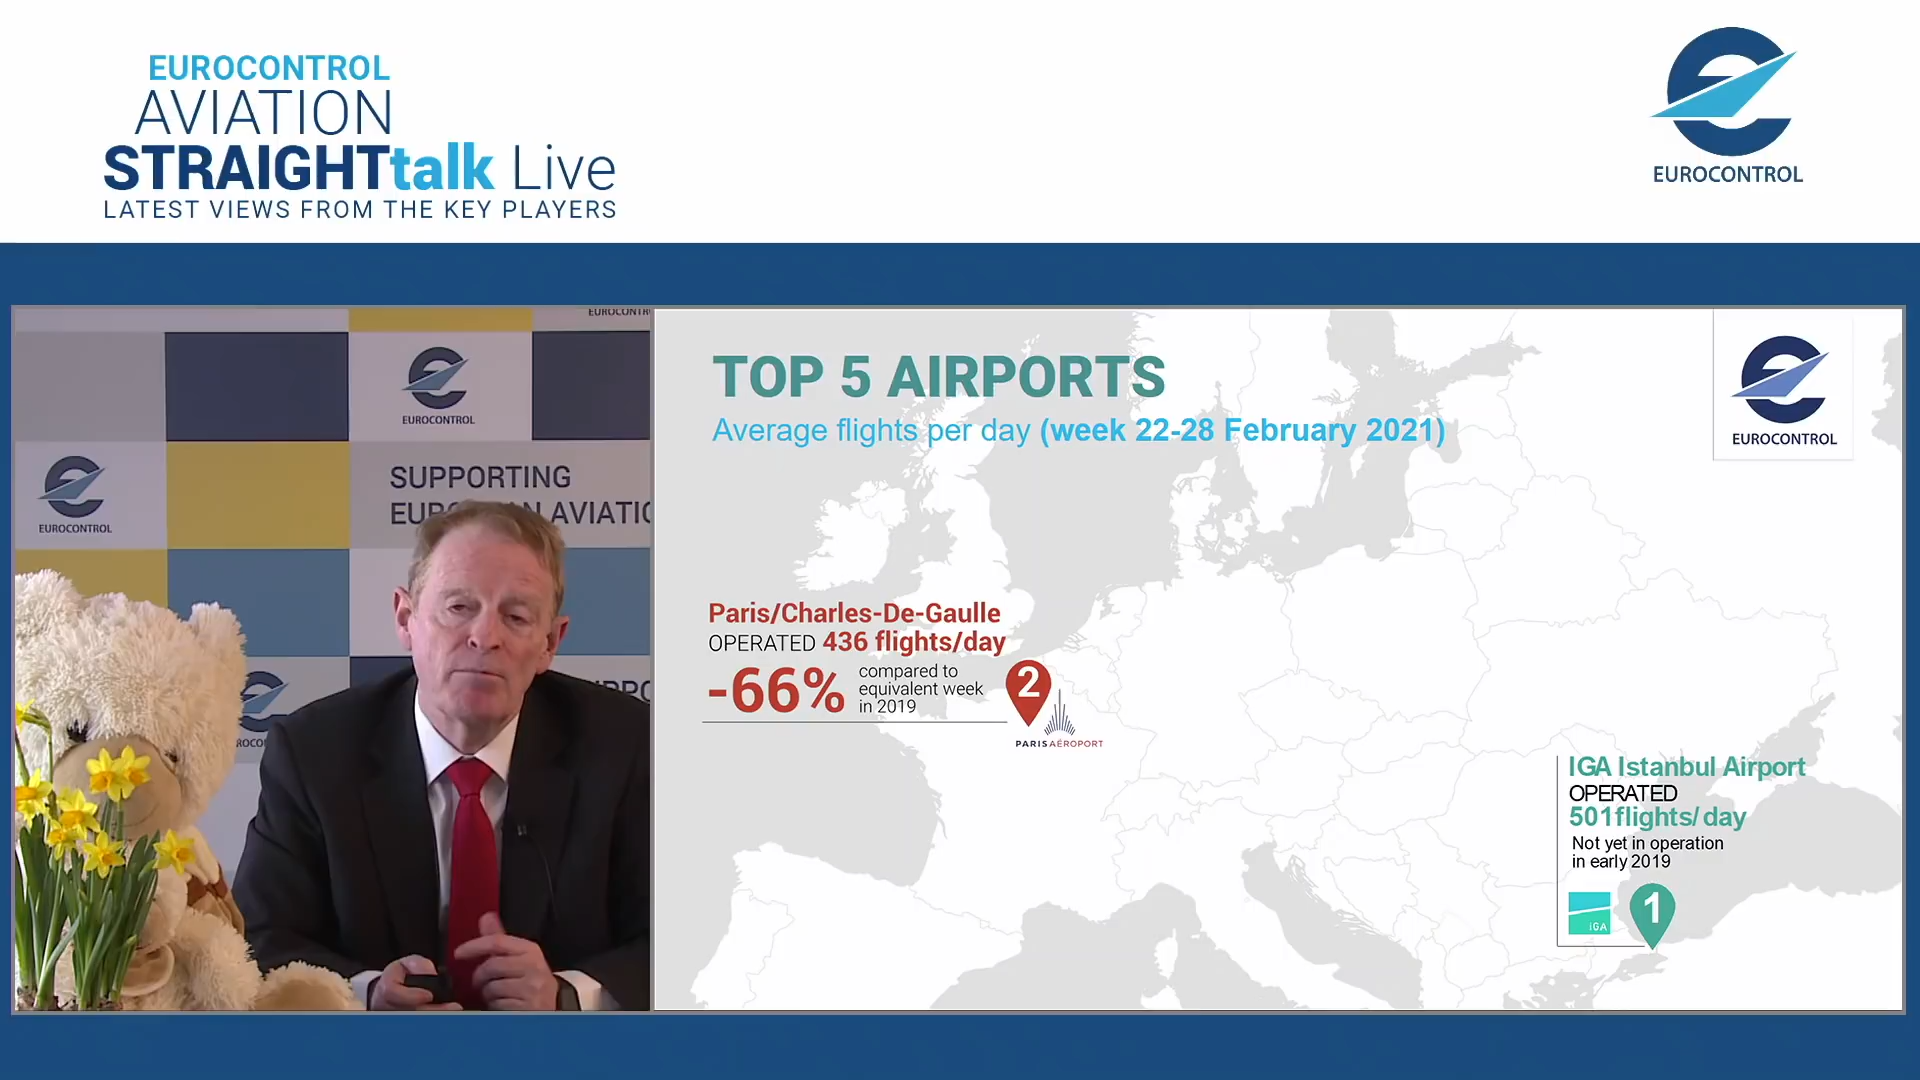 EUROCONTROL
AVIATION
STRAIGHTtalk Live
LATEST VIEWS FROM THE KEY PLAYERS
EUROCONTROL
EUROCONTROL
EUROCONTROL
SUPPORTING
AVIATIO
TOP 5 AIRPORTS
Average flights per day (week 22-28 February 2021)
EUROCONTROL
Paris/Charles-De-Gaulle
OPERATED 436 flights/day
-66% compared to
equivalent week
in 2019
2
PARISAÉROPORT
IGA Istanbul Airport
OPERATED
501flights/day
Not yet in operation
in early 2019
IGA
1